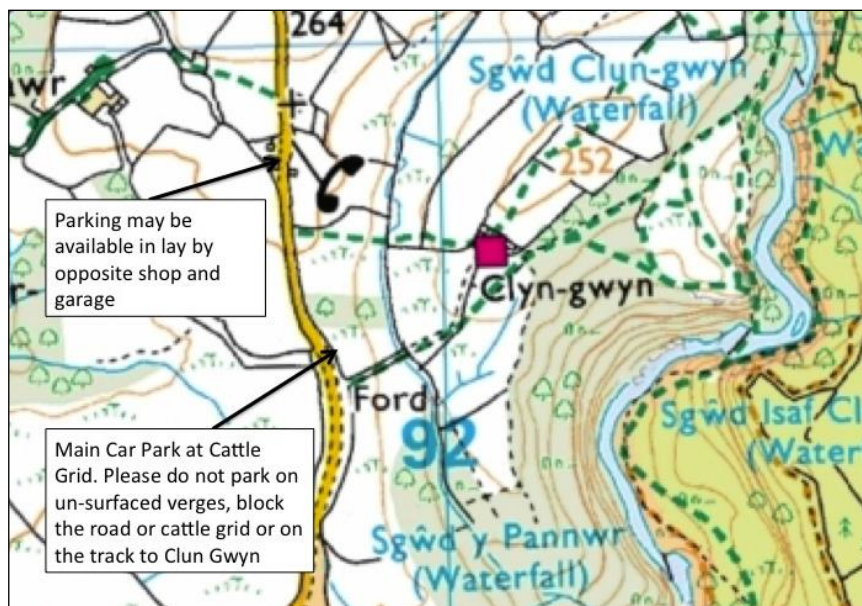 264
Sgŵd Clun-gwyn
(Waterfall)
252
Parking may be
available in lay by
opposite shop and
garage
Clyn-gwyn
Ford
92
Sgŵd Isaf Cl
(Water
Main Car Park at Cattle
Grid. Please do not park on
un-surfaced verges, block
the road or cattle grid or on
the track to Clun Gwyn
Sgŵd y Pannwr
(Waterfall)